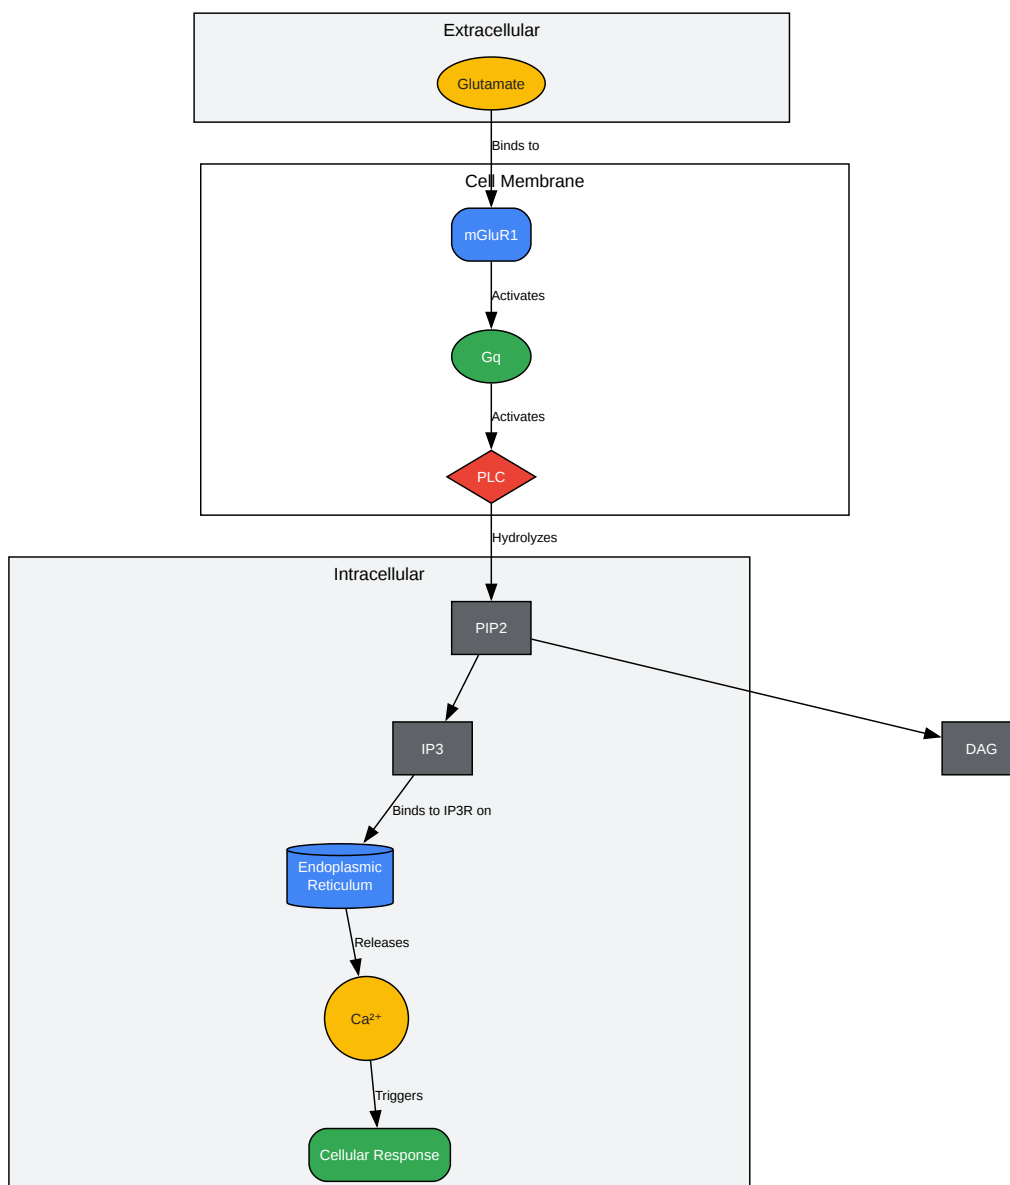 Extracellular
Glutamate
Binds to
Cell Membrane
mGluR1
Activates
Gq
Activates
PLC
Hydrolyzes
Intracellular
PIP2
IP3
DAG
Binds to IP3R on
Endoplasmic
Reticulum
Releases
Ca²⁺
Triggers
Cellular Response